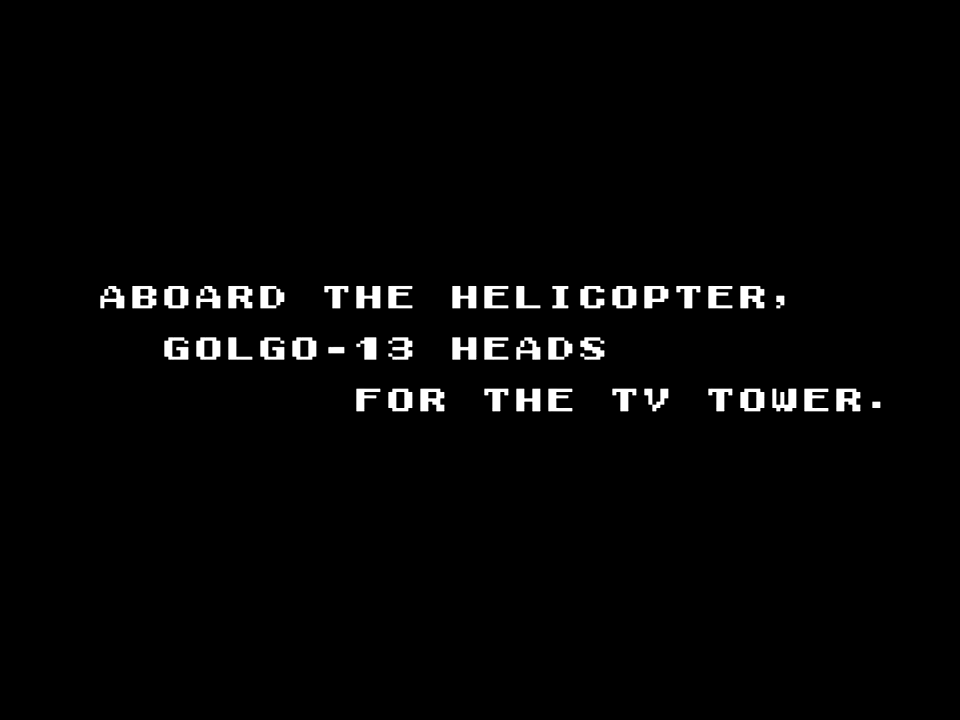 ABOARD THE HELICOPTER,
GOLGO-13 HEADS
FOR THE TV TOWER.